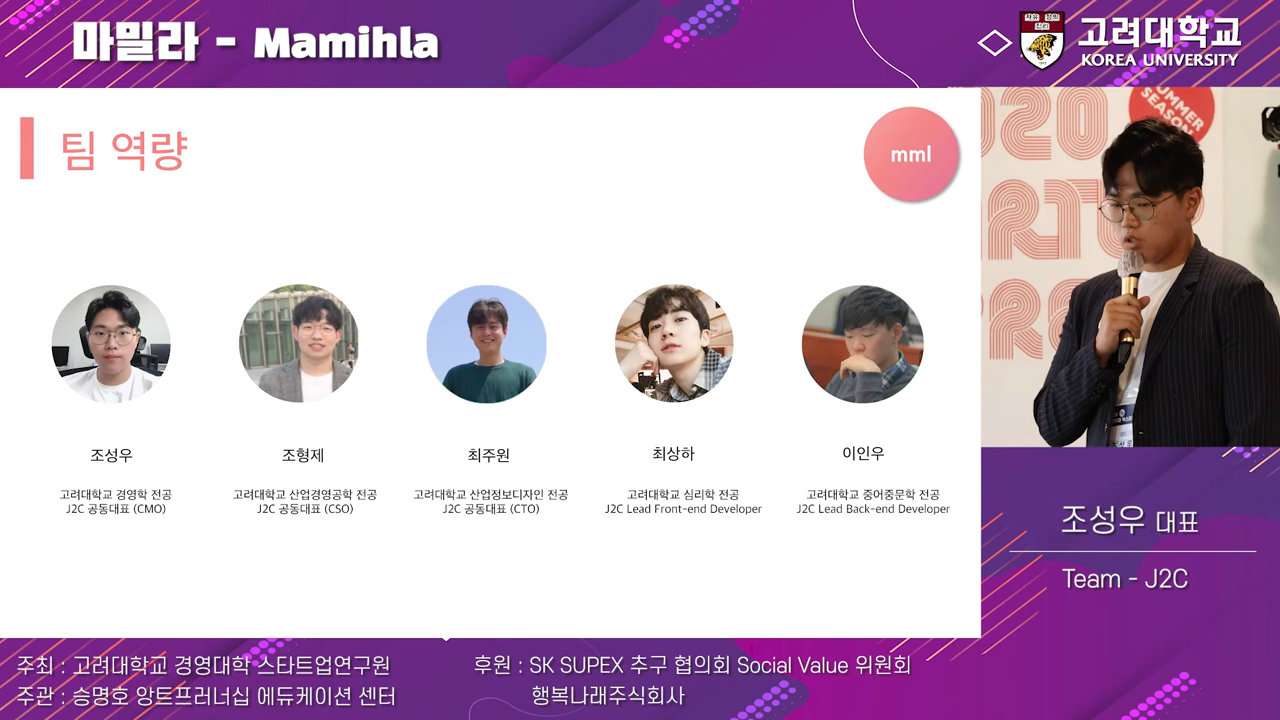 마밀라 - Mamihla
고려대학교
KOREA UNIVERSITY
팀 역량
mml
SUMMER
SEASON
조성우
고려대학교 경영학 전공
J2C 공동대표 (CMO)
조형제
고려대학교 산업경영공학 전공
J2C 공동대표 (CSO)
최주원
고려대학교 산업정보디자인 전공
J2C 공동대표 (CTO)
최상하
고려대학교 심리학 전공
J2C Lead Front-end Developer
이인우
고려대학교 중어중문학 전공
J2C Lead Back-end Developer
조성우 대표
Team - J2C
주최 : 고려대학교 경영대학 스타트업연구원
주관 : 승명호 앙트프러너십 에듀케이션 센터
후원 : SK SUPEX 추구 협의회 Social Value 위원회
행복나래주식회사